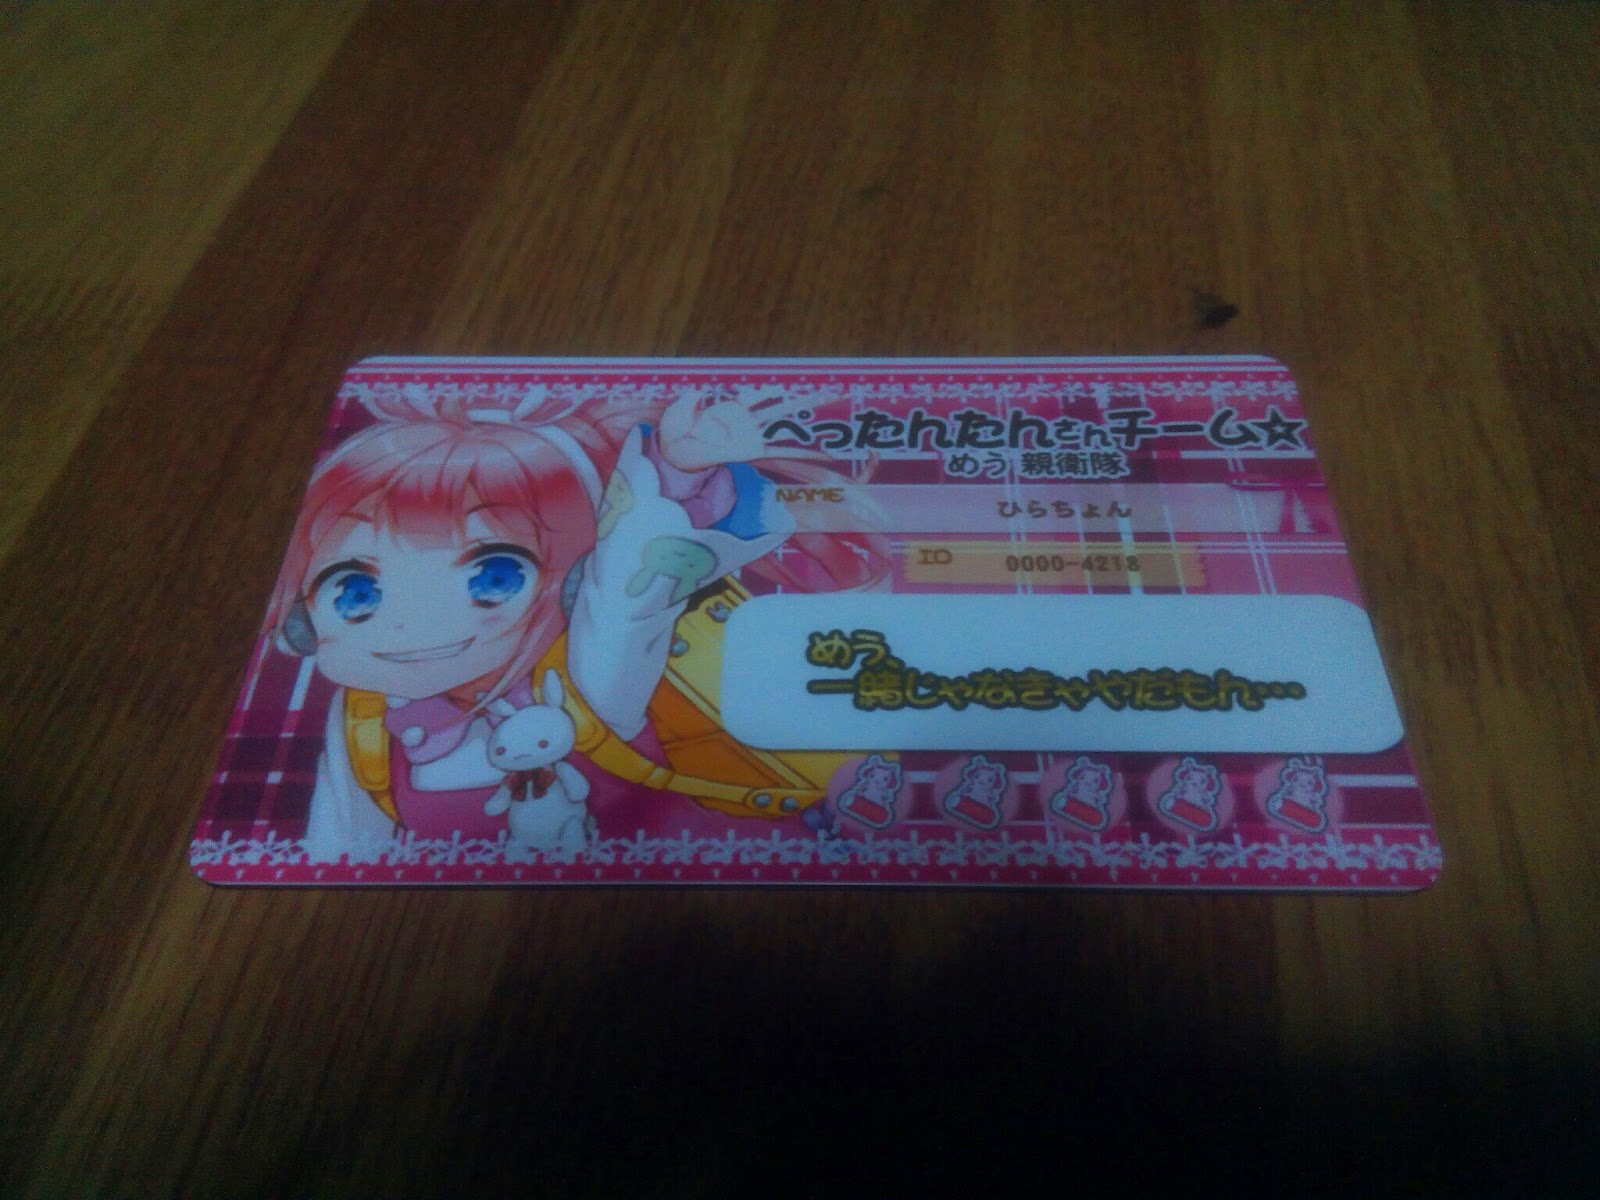 ぺったんたんさんチーム☆
めう 親衛隊
NAME
ひらちょん
ID 0000-4218
めう、
一緒じゃなきゃやだもん…